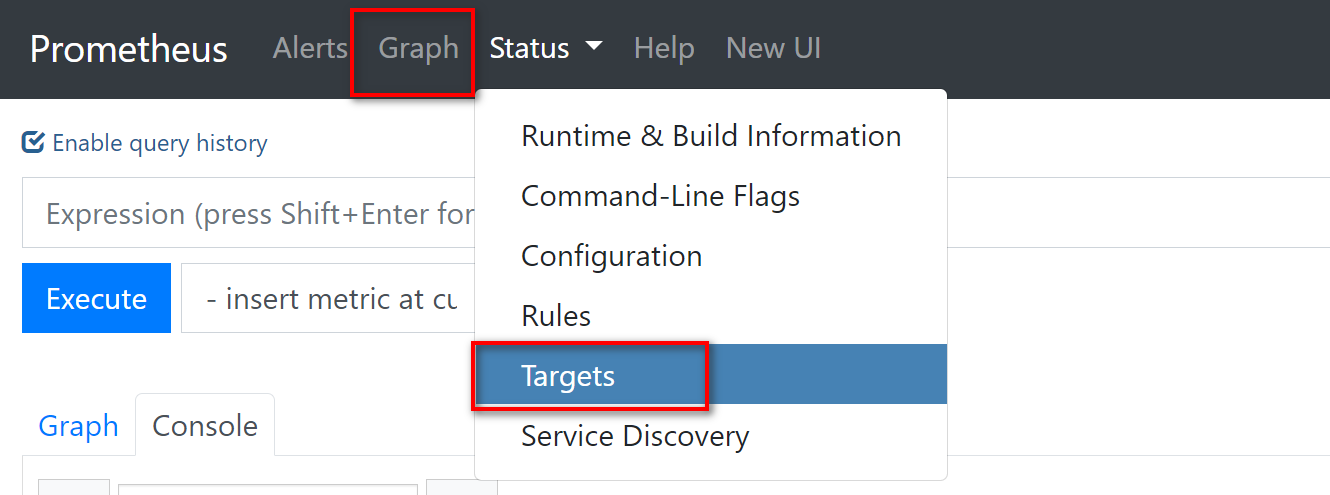 Prometheus Alerts Graph Status Help New UI
Enable query history
Expression (press Shift+Enter for
Execute
- insert metric at cu
Runtime & Build Information
Command-Line Flags
Configuration
Rules
Targets
Service Discovery
Graph Console